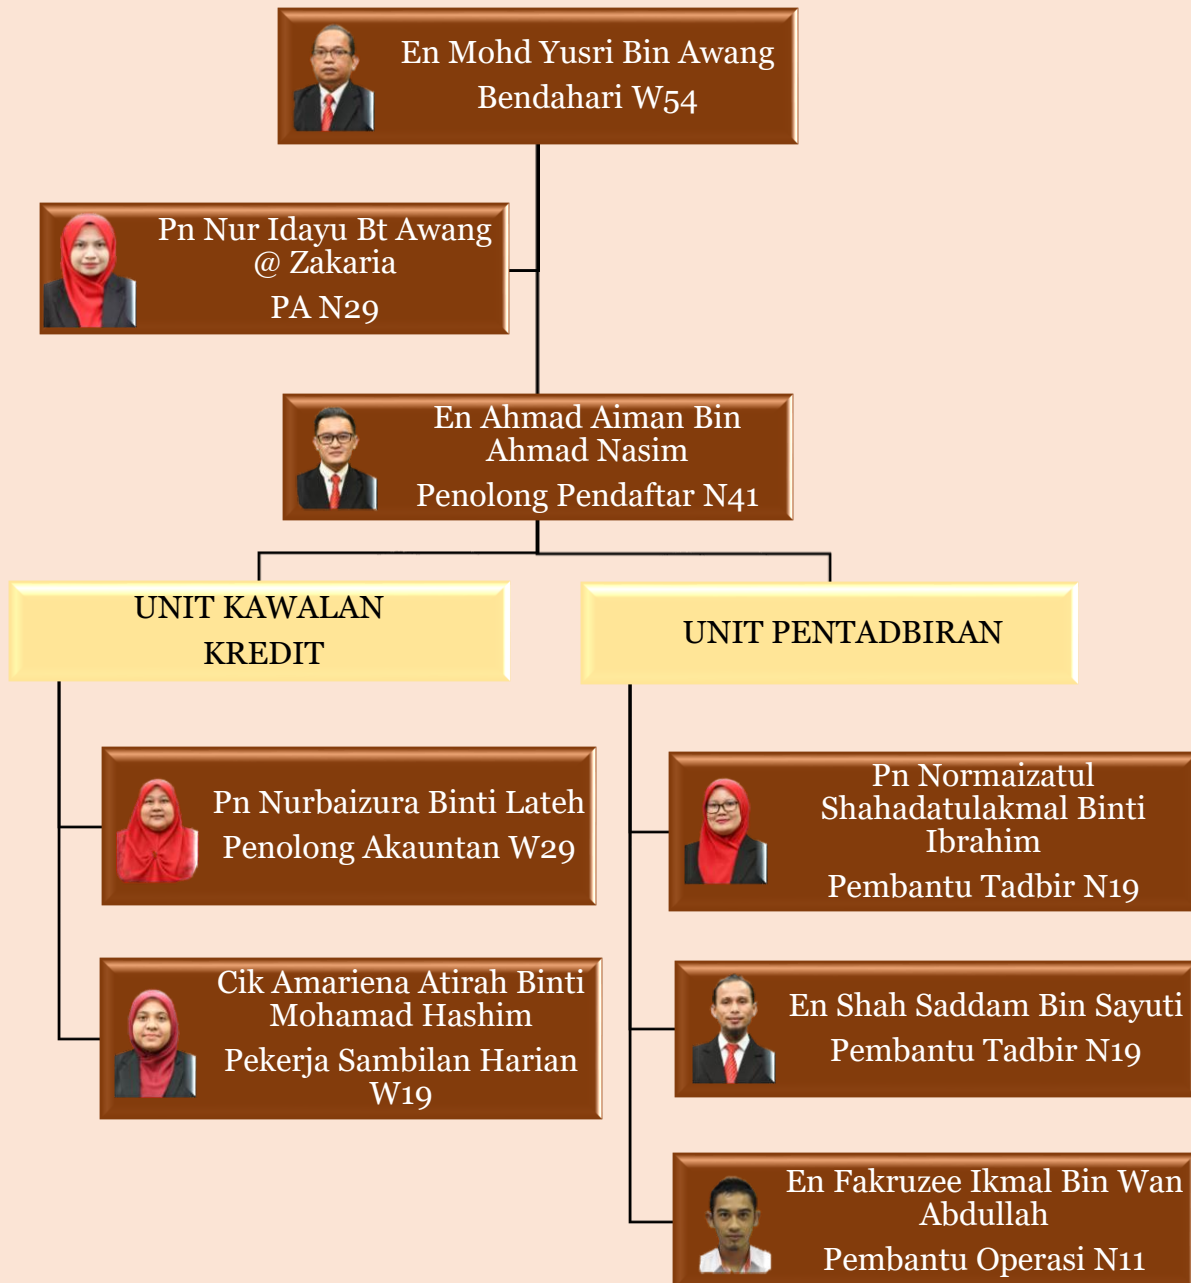 En Mohd Yusri Bin Awang
Bendahari W54
Pn Nur Idayu Bt Awang
@ Zakaria
PA N29
En Ahmad Aiman Bin
Ahmad Nasim
Penolong Pendaftar N41
UNIT KAWALAN
KREDIT
Pn Nurbaizura Binti Lateh
Penolong Akauntan W29
Cik Amariena Atirah Binti
Mohamad Hashim
Pekerja Sambilan Harian
W19
UNIT PENTADBIRAN
Pn Normaizatul
Shahadatulakmal Binti
Ibrahim
Pembantu Tadbir N19
En Shah Saddam Bin Sayuti
Pembantu Tadbir N19
En Fakruzee Ikmal Bin Wan
Abdullah
Pembantu Operasi N11